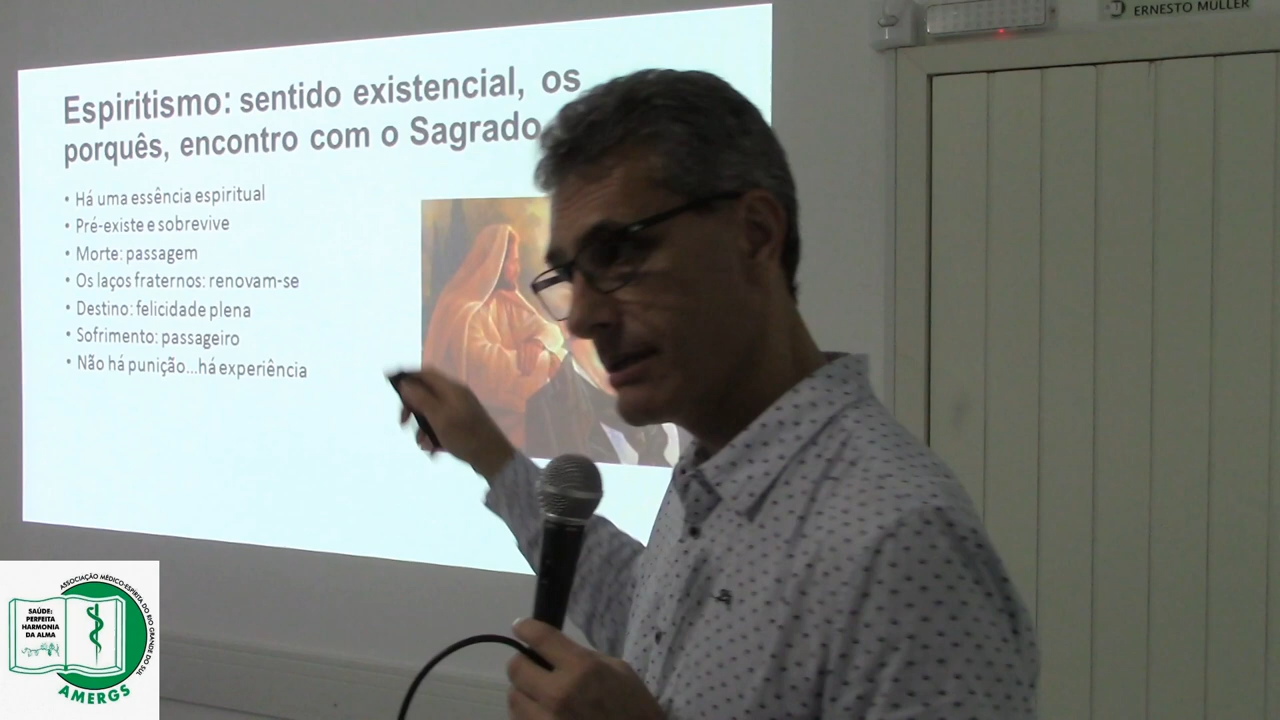 ERNESTO MÜLLER
Espiritismo: sentido existencial, os
porquês, encontro com o Sagrado
• Há uma essência espiritual
• Pré-existe e sobrevive
• Morte: passagem
• Os laços fraternos: renovam-se
• Destino: felicidade plena
• Sofrimento: passageiro
• Não há punição...há experiência
ASSOCIAÇÃO MÉDICO-ESPÍRITA DO RIO GRANDE DO SUL
SAÚDE:
PERFEITA
HARMONIA
DA ALMA
AMERGS